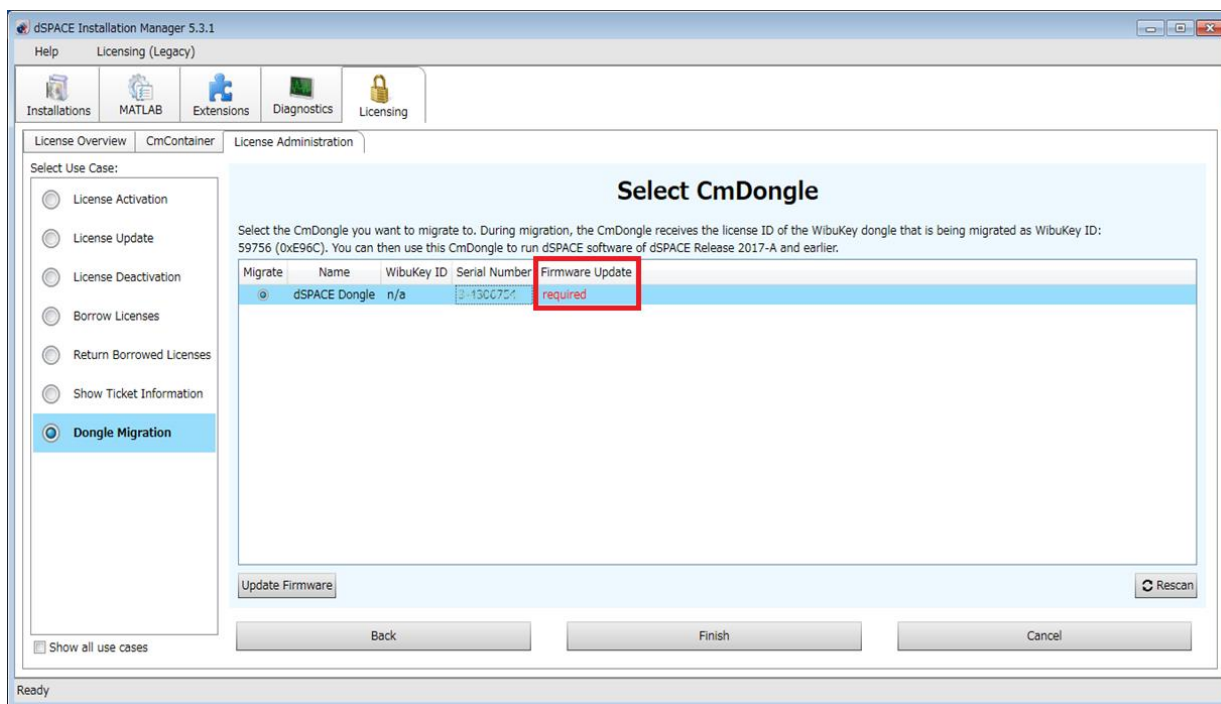 dSPACE Installation Manager 5.3.1
Help Licensing (Legacy)
Installations MATLAB Extensions Diagnostics Licensing
License Overview CmContainer License Administration
Select Use Case:
License Activation
License Update
License Deactivation
Borrow Licenses
Return Borrowed Licenses
Show Ticket Information
Dongle Migration
Show all use cases
Select CmDongle
Select the CmDongle you want to migrate to. During migration, the CmDongle receives the license ID of the WibuKey dongle that is being migrated as WibuKey ID:
59756 (0xE96C). You can then use this CmDongle to run dSPACE software of dSPACE Release 2017-A and earlier.
Migrate Name WibuKey ID Serial Number Firmware Update
dSPACE Dongle n/a required
Update Firmware Rescan
Back Finish Cancel
Ready